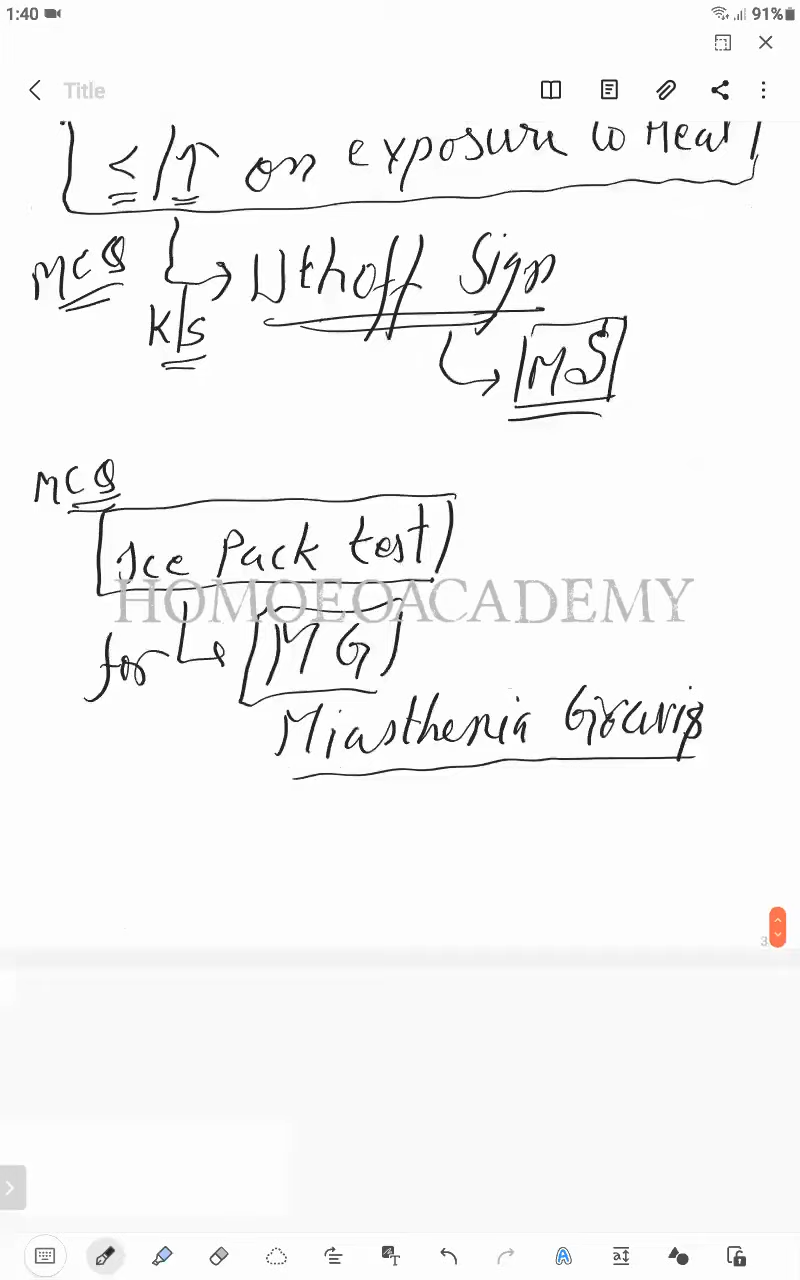 1:40 91%
Title
</↑ on exposure to Heat
MCQ → Uthoff Sign
K/s
→ MS
MCQ
Ice Pack test
HOMOEOACADEMY
for → MG
Miasthenia Gravis
3